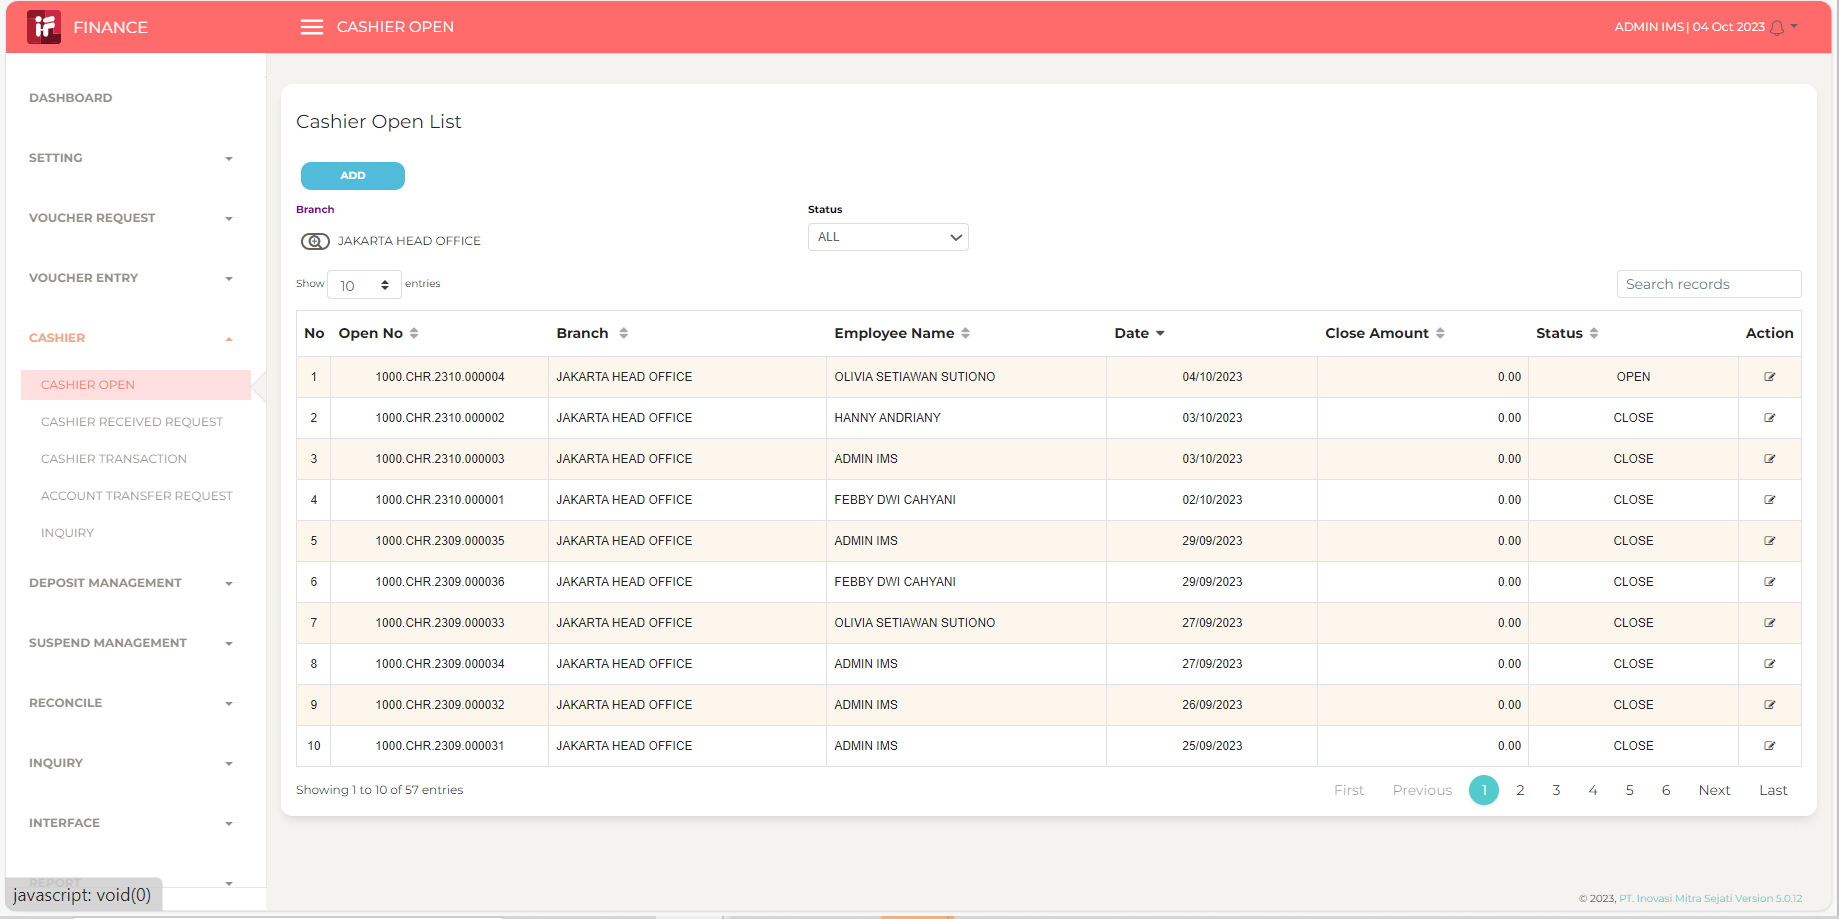 iF FINANCE
CASHIER OPEN
ADMIN IMS | 04 Oct 2023
DASHBOARD
SETTING
VOUCHER REQUEST
VOUCHER ENTRY
CASHIER
CASHIER OPEN
CASHIER RECEIVED REQUEST
CASHIER TRANSACTION
ACCOUNT TRANSFER REQUEST
INQUIRY
DEPOSIT MANAGEMENT
SUSPEND MANAGEMENT
RECONCILE
INQUIRY
INTERFACE
REPORT
javascript: void(0)
Cashier Open List
ADD
Branch
JAKARTA HEAD OFFICE
Status
ALL
Show 10 entries
Search records
No Open No Branch Employee Name Date Close Amount Status Action
1 1000.CHR.2310.000004 JAKARTA HEAD OFFICE OLIVIA SETIAWAN SUTIONO 04/10/2023 0.00 OPEN
2 1000.CHR.2310.000002 JAKARTA HEAD OFFICE HANNY ANDRIANY 03/10/2023 0.00 CLOSE
3 1000.CHR.2310.000003 JAKARTA HEAD OFFICE ADMIN IMS 03/10/2023 0.00 CLOSE
4 1000.CHR.2310.000001 JAKARTA HEAD OFFICE FEBBY DWI CAHYANI 02/10/2023 0.00 CLOSE
5 1000.CHR.2309.000035 JAKARTA HEAD OFFICE ADMIN IMS 29/09/2023 0.00 CLOSE
6 1000.CHR.2309.000036 JAKARTA HEAD OFFICE FEBBY DWI CAHYANI 29/09/2023 0.00 CLOSE
7 1000.CHR.2309.000033 JAKARTA HEAD OFFICE OLIVIA SETIAWAN SUTIONO 27/09/2023 0.00 CLOSE
8 1000.CHR.2309.000034 JAKARTA HEAD OFFICE ADMIN IMS 27/09/2023 0.00 CLOSE
9 1000.CHR.2309.000032 JAKARTA HEAD OFFICE ADMIN IMS 26/09/2023 0.00 CLOSE
10 1000.CHR.2309.000031 JAKARTA HEAD OFFICE ADMIN IMS 25/09/2023 0.00 CLOSE
Showing 1 to 10 of 57 entries
First Previous 1 2 3 4 5 6 Next Last
© 2023, PT. Inovasi Mitra Sejati Version 5.0.12